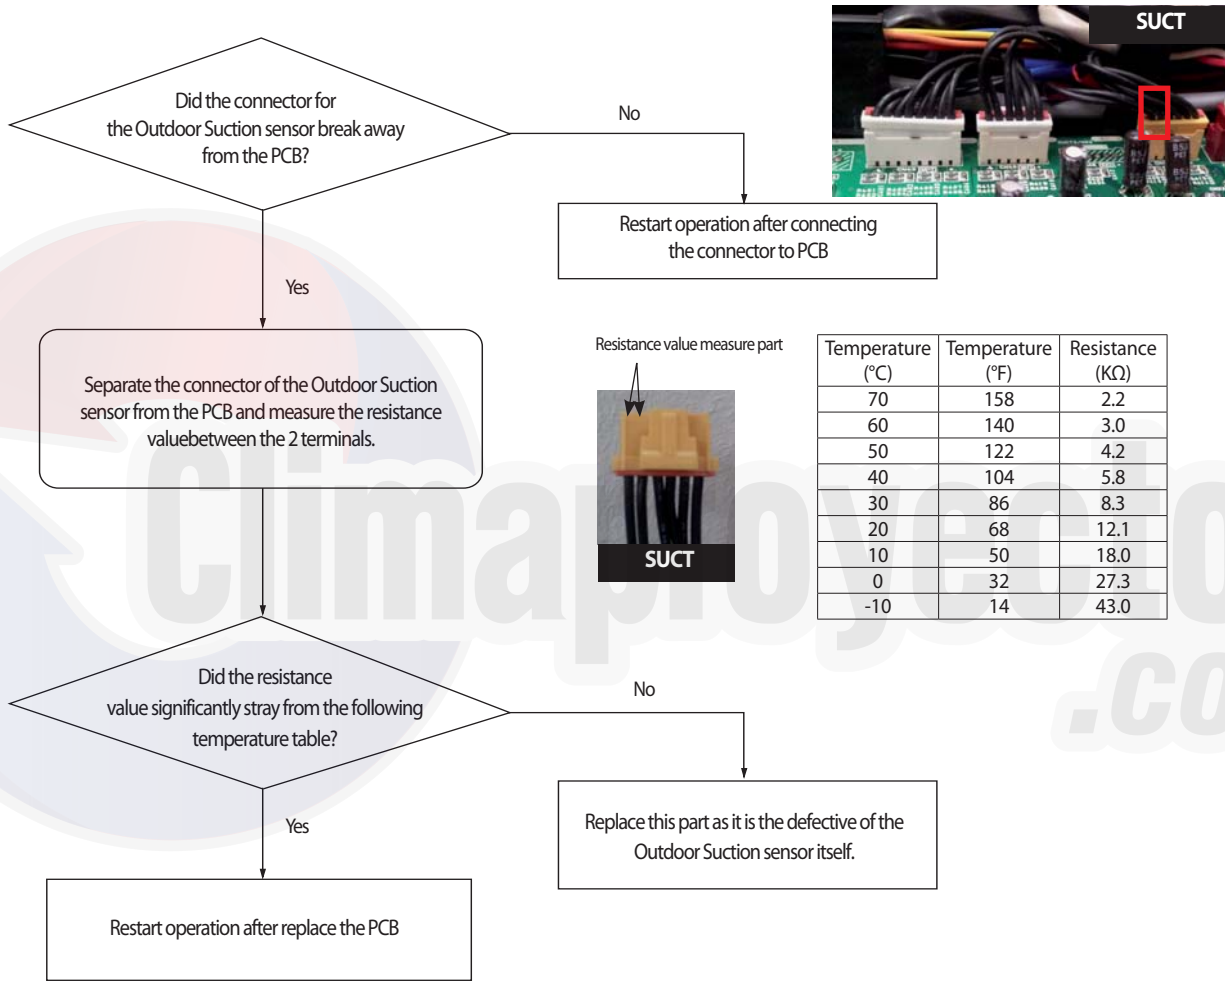 SUCT
Did the connector for
the Outdoor Suction sensor break away
from the PCB?
No
Restart operation after connecting
the connector to PCB
Yes
Separate the connector of the Outdoor Suction
sensor from the PCB and measure the resistance
valuebetween the 2 terminals.
Resistance value measure part
SUCT
Temperature (°C) Temperature (°F) Resistance (KΩ)
70 158 2.2
60 140 3.0
50 122 4.2
40 104 5.8
30 86 8.3
20 68 12.1
10 50 18.0
0 32 27.3
-10 14 43.0
Climaproyecto
.co
Did the resistance
value significantly stray from the following
temperature table?
No
Replace this part as it is the defective of the
Outdoor Suction sensor itself.
Yes
Restart operation after replace the PCB